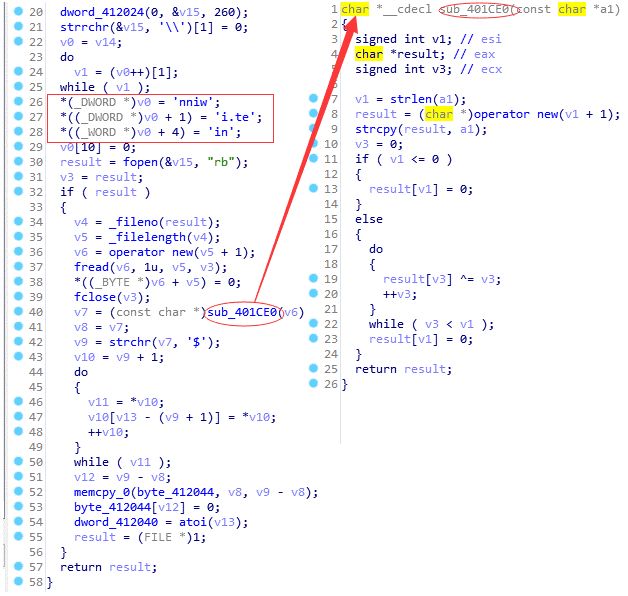 20 dword_412024(0, &v15, 260);
21 strrchr(&v15, '\\')[1] = 0;
22 v0 = v14;
23 do
24 v1 = (v0++)[1];
25 while ( v1 );
26 *(_DWORD *)v0 = 'nniw';
27 *((_DWORD *)v0 + 1) = 'i.te';
28 *((_WORD *)v0 + 4) = 'in';
29 v0[10] = 0;
30 result = fopen(&v15, "rb");
31 v3 = result;
32 if ( result )
33 {
34 v4 = _fileno(result);
35 v5 = _filelength(v4);
36 v6 = operator new(v5 + 1);
37 fread(v6, 1u, v5, v3);
38 *((_BYTE *)v6 + v5) = 0;
39 fclose(v3);
40 v7 = (const char *)sub_401CE0(v6)
41 v8 = v7;
42 v9 = strchr(v7, '$');
43 v10 = v9 + 1;
44 do
45 {
46 v11 = *v10;
47 v10[v13 - (v9 + 1)] = *v10;
48 ++v10;
49 }
50 while ( v11 );
51 v12 = v9 - v8;
52 memcpy_0(byte_412044, v8, v9 - v8);
53 byte_412044[v12] = 0;
54 dword_412040 = atoi(v13);
55 result = (FILE *)1;
56 }
57 return result;
58 }
1 char *__cdecl sub_401CE0(const char *a1)
2 {
3 signed int v1; // esi
4 char *result; // eax
5 signed int v3; // ecx
6
7 v1 = strlen(a1);
8 result = (char *)operator new(v1 + 1);
9 strcpy(result, a1);
10 v3 = 0;
11 if ( v1 <= 0 )
12 {
13 result[v1] = 0;
14 }
15 else
16 {
17 do
18 {
19 result[v3] ^= v3;
20 ++v3;
21 }
22 while ( v3 < v1 );
23 result[v1] = 0;
24 }
25 return result;
26 }